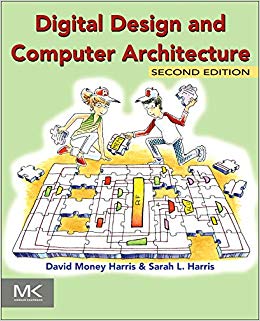 Digital Design and
Computer Architecture
SECOND EDITION
David Money Harris & Sarah L. Harris
MK